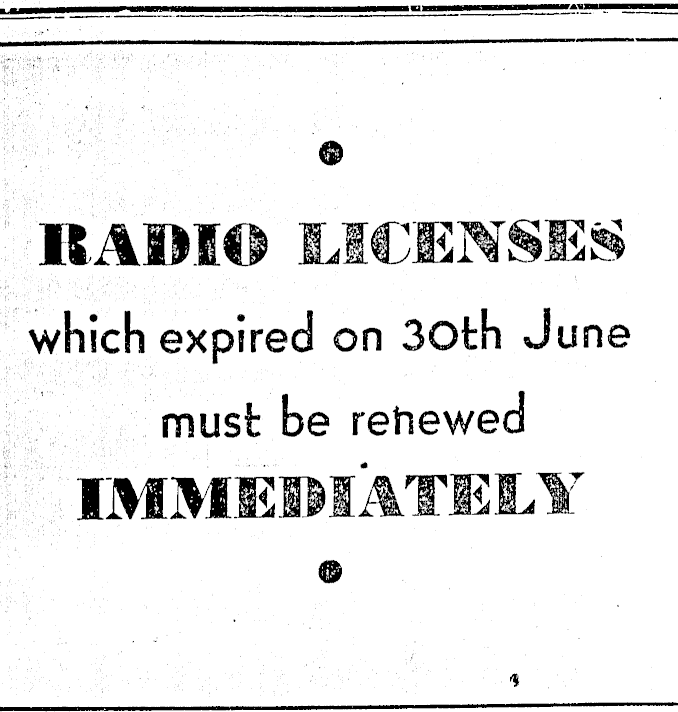 RADIO LICENSES
which expired on 30th June
must be renewed
IMMEDIATELY